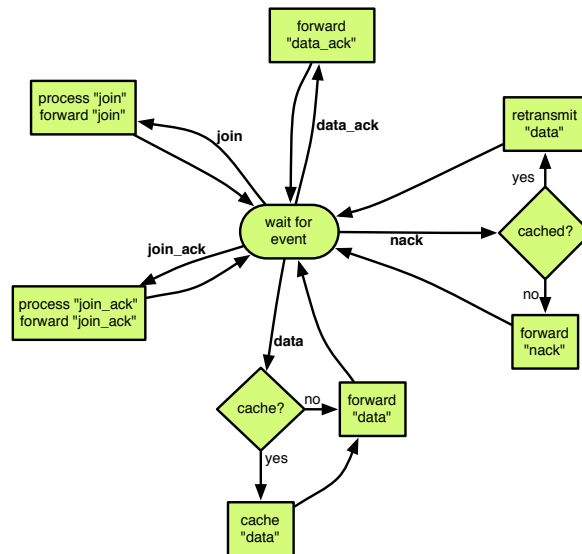 forward
"data_ack"
process "join"
forward "join"
join
data_ack
retransmit
"data"
yes
wait for
event
nack
cached?
join_ack
process "join_ack"
forward "join_ack"
no
forward
"nack"
data
cache?
no
forward
"data"
yes
cache
"data"